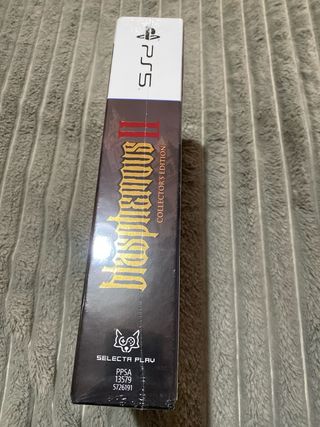 PS5
blasphemous II
COLLECTOR'S EDITION
SELECTA PLAY
PPSA
13579
5726191